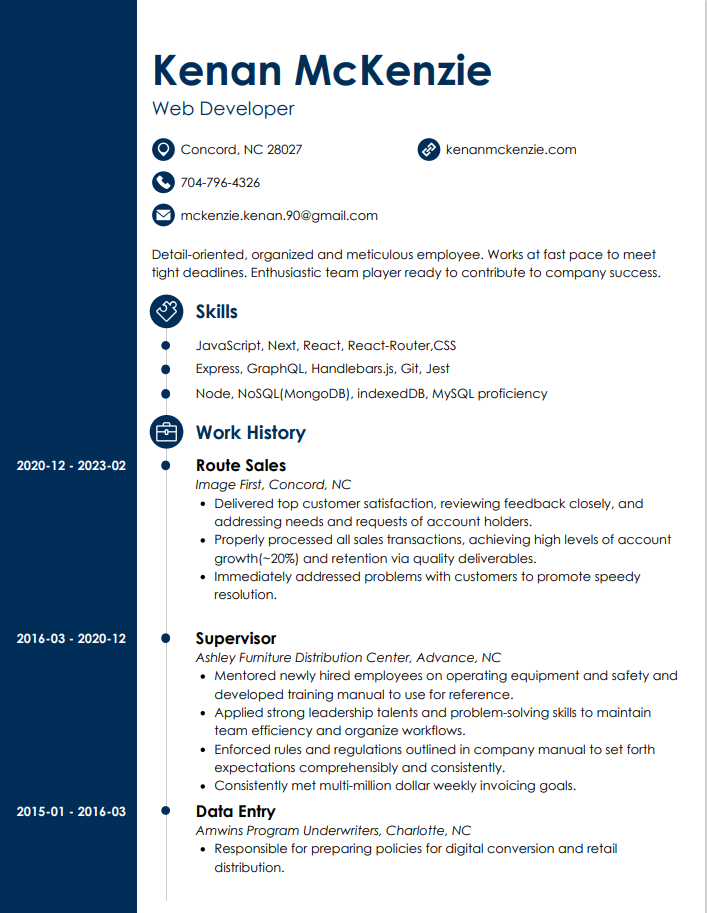 Kenan McKenzie
Web Developer
Concord, NC 28027
kenanmckenzie.com
704-796-4326
mckenzie.kenan.90@gmail.com
Detail-oriented, organized and meticulous employee. Works at fast pace to meet
tight deadlines. Enthusiastic team player ready to contribute to company success.
Skills
JavaScript, Next, React, React-Router,CSS
Express, GraphQL, Handlebars.js, Git, Jest
Node, NoSQL(MongoDB), indexedDB, MySQL proficiency
Work History
2020-12 - 2023-02
Route Sales
Image First, Concord, NC
• Delivered top customer satisfaction, reviewing feedback closely, and
addressing needs and requests of account holders.
• Properly processed all sales transactions, achieving high levels of account
growth(~20%) and retention via quality deliverables.
• Immediately addressed problems with customers to promote speedy
resolution.
2016-03 - 2020-12
Supervisor
Ashley Furniture Distribution Center, Advance, NC
• Mentored newly hired employees on operating equipment and safety and
developed training manual to use for reference.
• Applied strong leadership talents and problem-solving skills to maintain
team efficiency and organize workflows.
• Enforced rules and regulations outlined in company manual to set forth
expectations comprehensibly and consistently.
• Consistently met multi-million dollar weekly invoicing goals.
2015-01 - 2016-03
Data Entry
Amwins Program Underwriters, Charlotte, NC
• Responsible for preparing policies for digital conversion and retail
distribution.